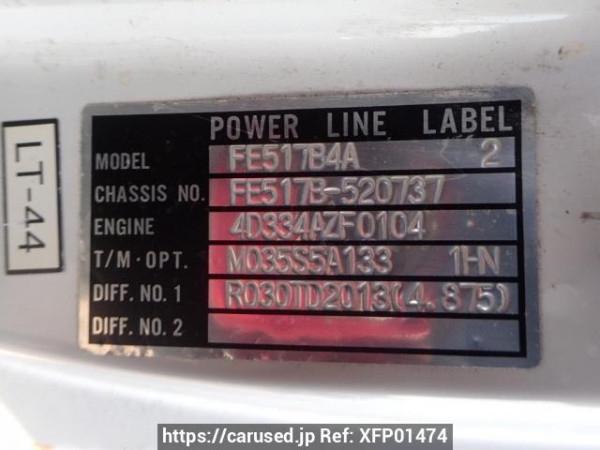 LT-44
POWER LINE LABEL
MODEL FE517B4A 2
CHASSIS NO. FE517B-520737
ENGINE 4D334AZF0104
T/M·OPT. M035S5A133 1HN
DIFF. NO. 1 R030TD2013(4.875)
DIFF. NO. 2
https://carused.jp Ref: XFP01474